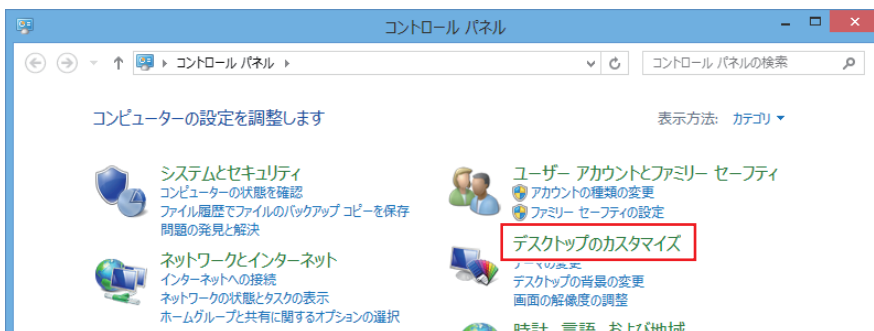 コントロール パネル
コントロール パネル
コントロール パネルの検索
コンピューターの設定を調整します
表示方法: カテゴリ
システムとセキュリティ
コンピューターの状態を確認
ファイル履歴でファイルのバックアップ コピーを保存
問題の発見と解決
ネットワークとインターネット
インターネットへの接続
ネットワークの状態とタスクの表示
ホームグループと共有に関するオプションの選択
ユーザー アカウントとファミリー セーフティ
アカウントの種類の変更
ファミリー セーフティの設定
デスクトップのカスタマイズ
テーマの変更
デスクトップの背景の変更
画面の解像度の調整
時計、言語、および地域